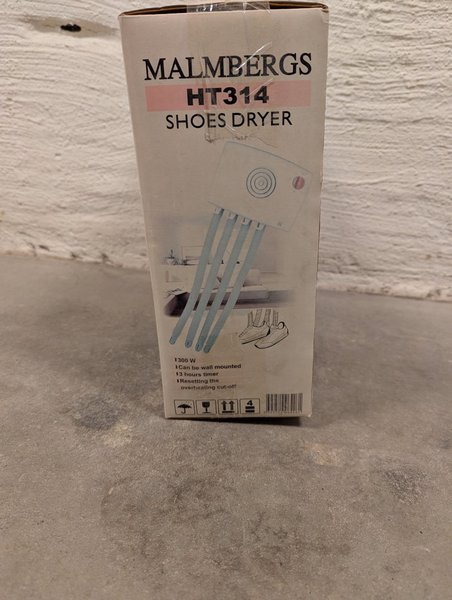 MALMBERGS
HT314
SHOES DRYER
300 W
Can be wall mounted
3 hours timer
Resetting the
overheating cut-off
4